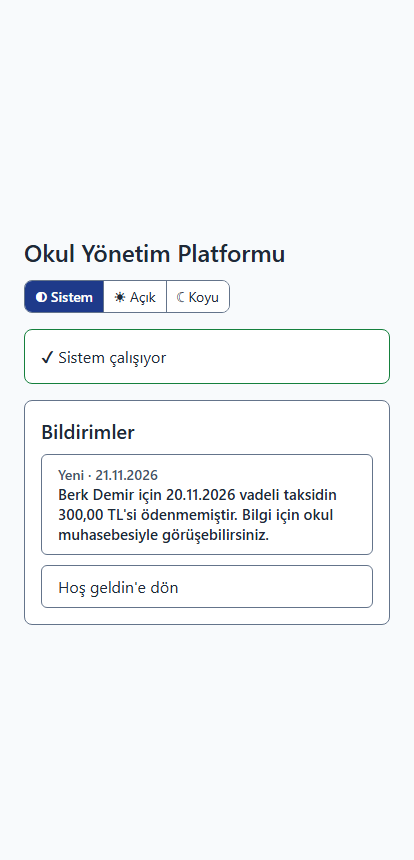 Okul Yönetim Platformu
◐ Sistem ☀ Açık ☾ Koyu
✓ Sistem çalışıyor
Bildirimler
Yeni · 21.11.2026
Berk Demir için 20.11.2026 vadeli taksidin
300,00 TL'si ödenmemiştir. Bilgi için okul
muhasebesiyle görüşebilirsiniz.
Hoş geldin'e dön